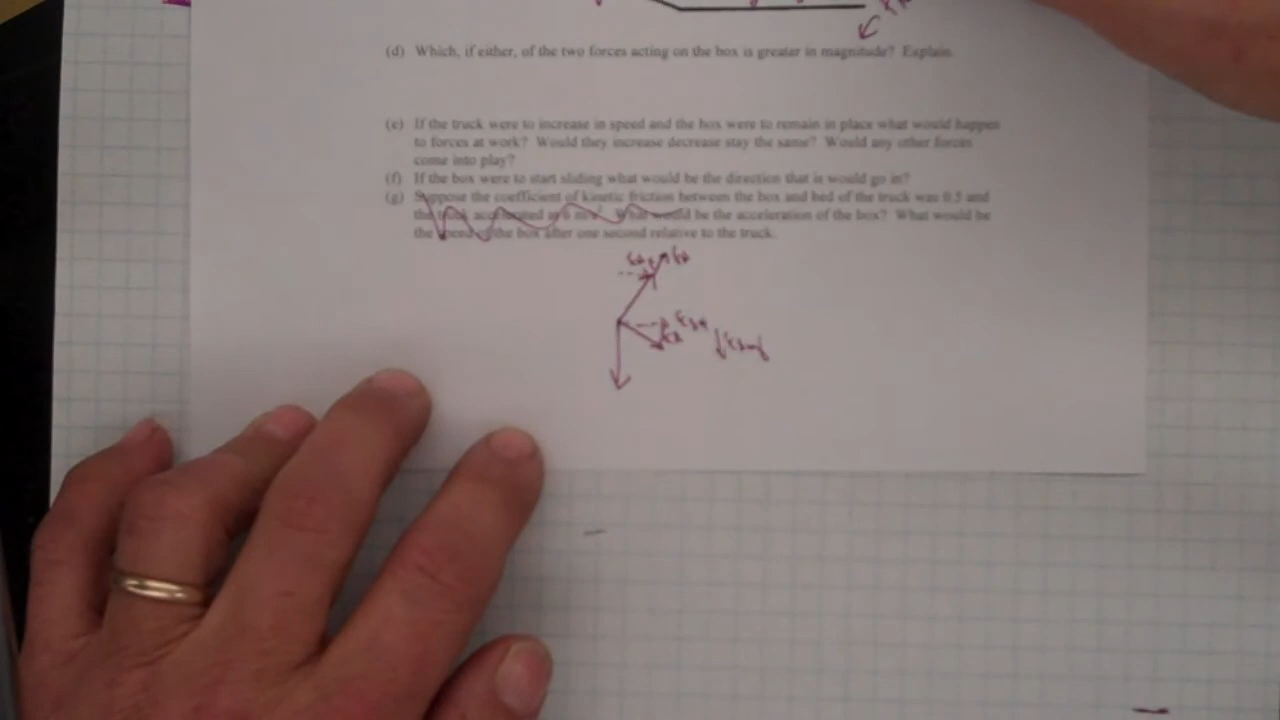 (d) Which, if either, of the two forces acting on the box is greater in magnitude? Explain.
(e) If the truck were to increase in speed and the box were to remain in place what would happen
to forces at work? Would they increase decrease stay the same? Would any other forces
come into play?
(f) If the box were to start sliding what would be the direction that is would go in?
(g) Suppose the coefficient of kinetic friction between the box and bed of the truck was 0.5 and
the truck accelerated at What would be the acceleration of the box? What would be
the speed of the box after one second relative to the truck.